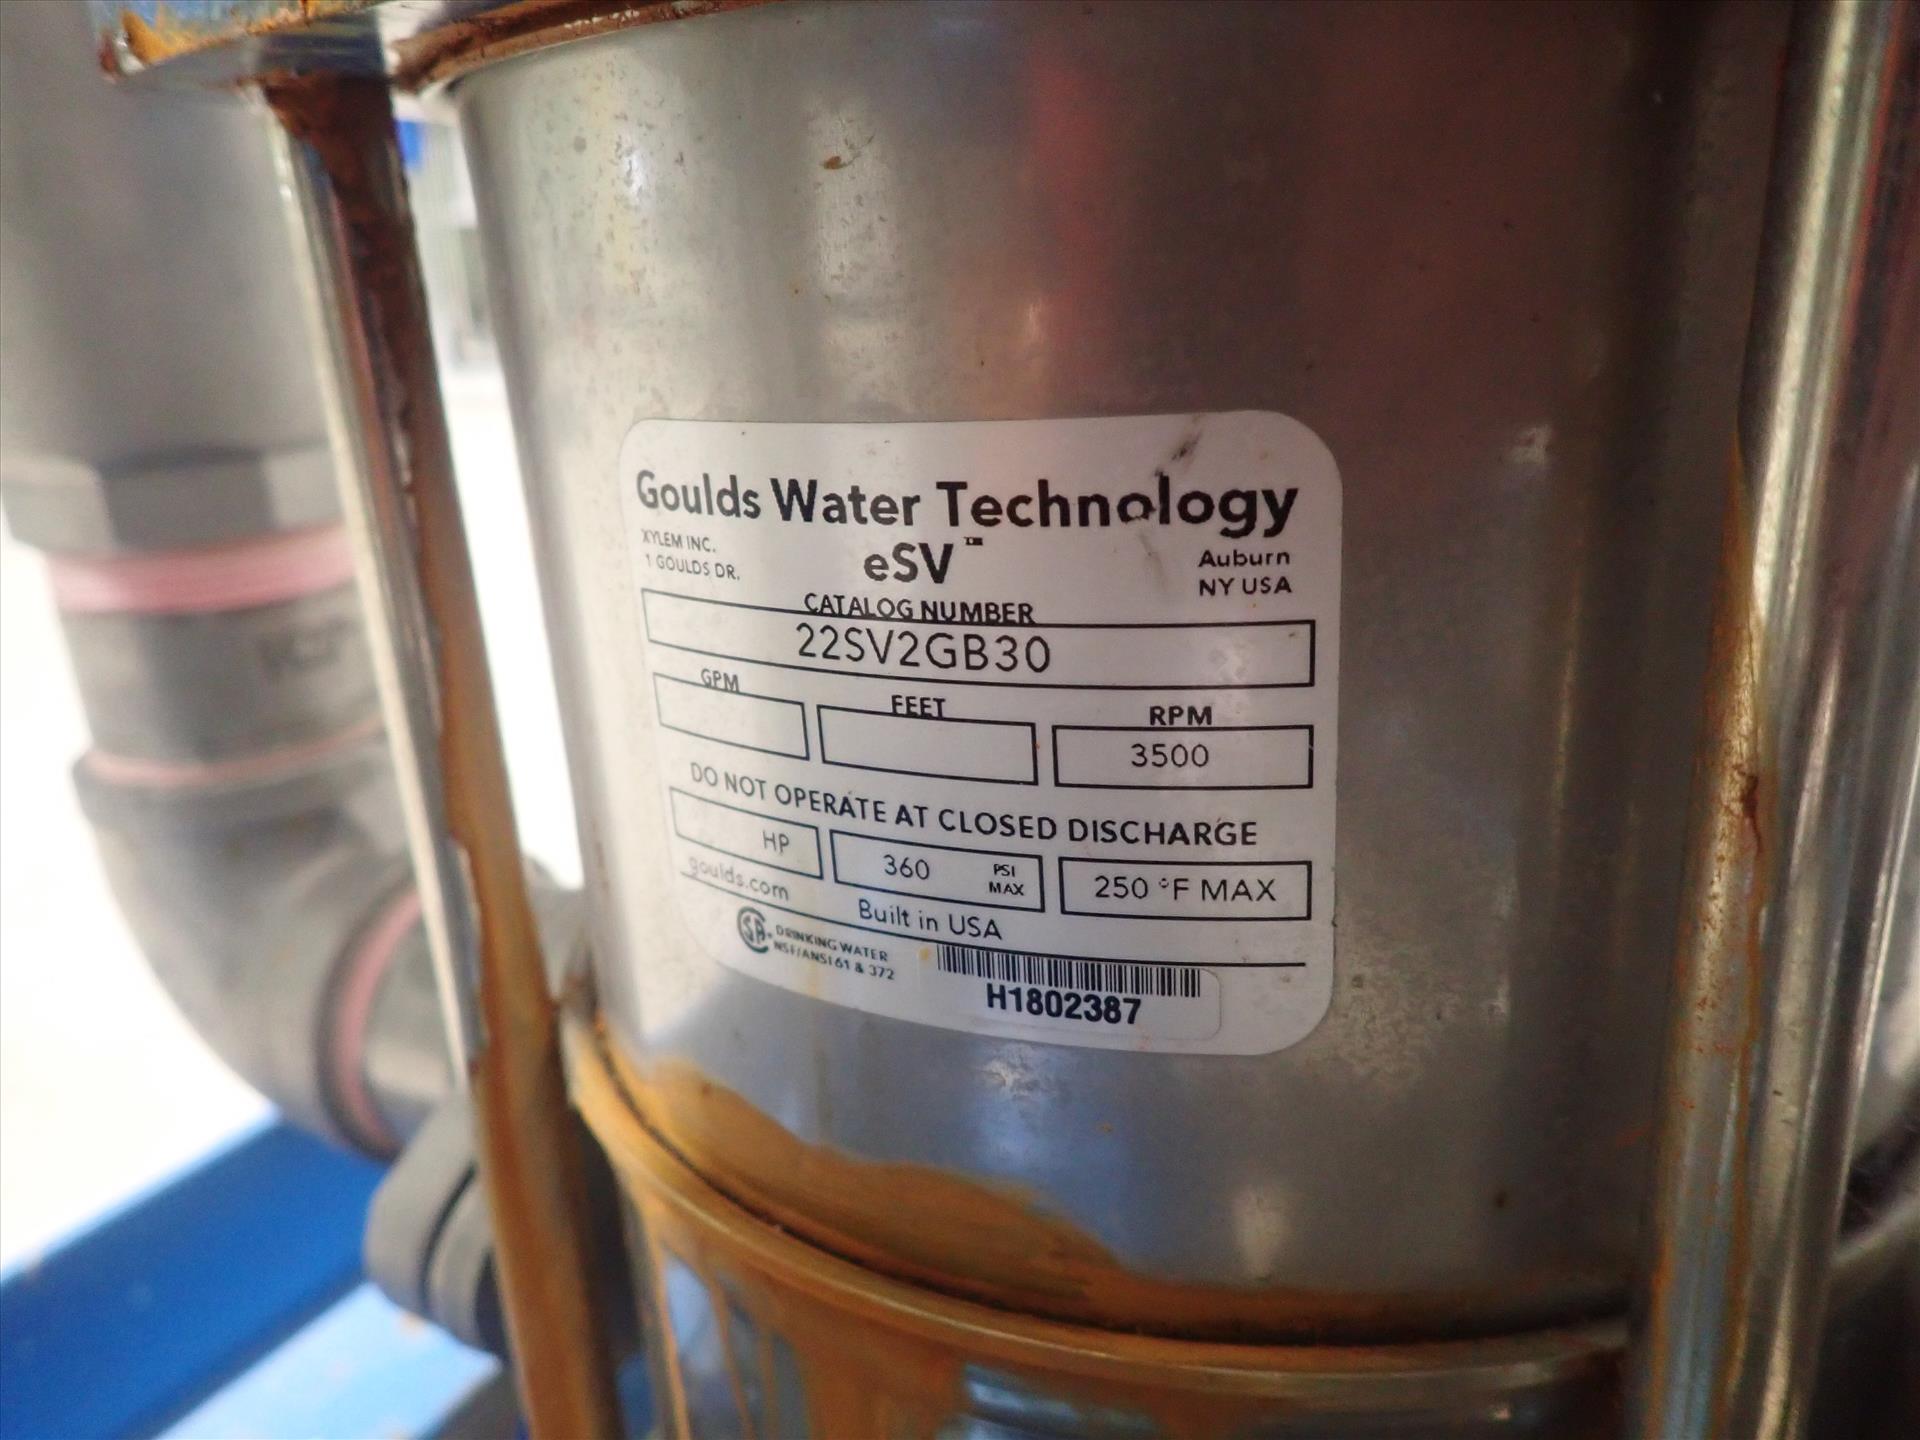 Goulds Water Technology
XYLEM INC.
1 GOULDS DR.
eSV™
Auburn
NY USA
CATALOG NUMBER
22SV2GB30
GPM FEET RPM
3500
DO NOT OPERATE AT CLOSED DISCHARGE
HP 360 PSI MAX 250 °F MAX
goulds.com
Built in USA
SA® DRINKING WATER
NSF/ANSI 61 & 372
H1802387